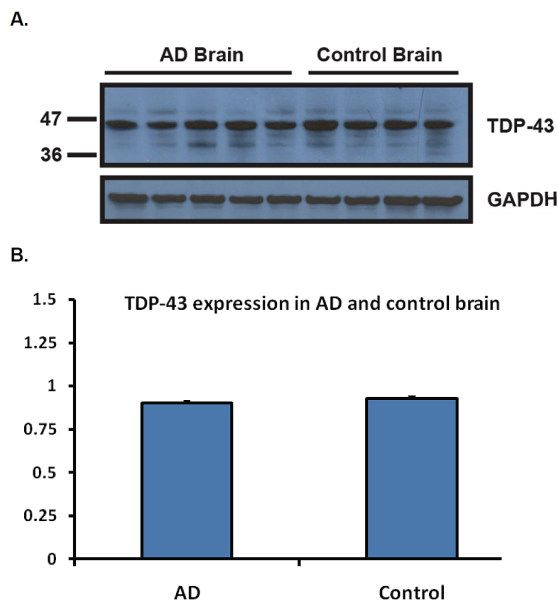 A.
AD Brain
Control Brain
47
36
TDP-43
GAPDH
B.
TDP-43 expression in AD and control brain
1.5
1.25
1
0.75
0.5
0.25
0
AD
Control